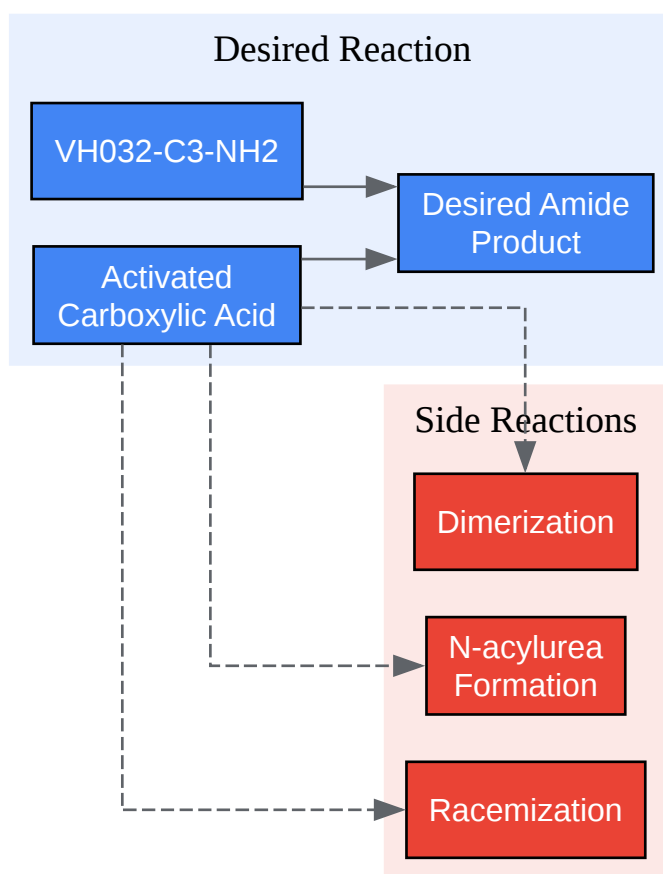 Desired Reaction
VH032-C3-NH2
Desired Amide
Product
Activated
Carboxylic Acid
Side Reactions
Dimerization
N-acylurea
Formation
Racemization